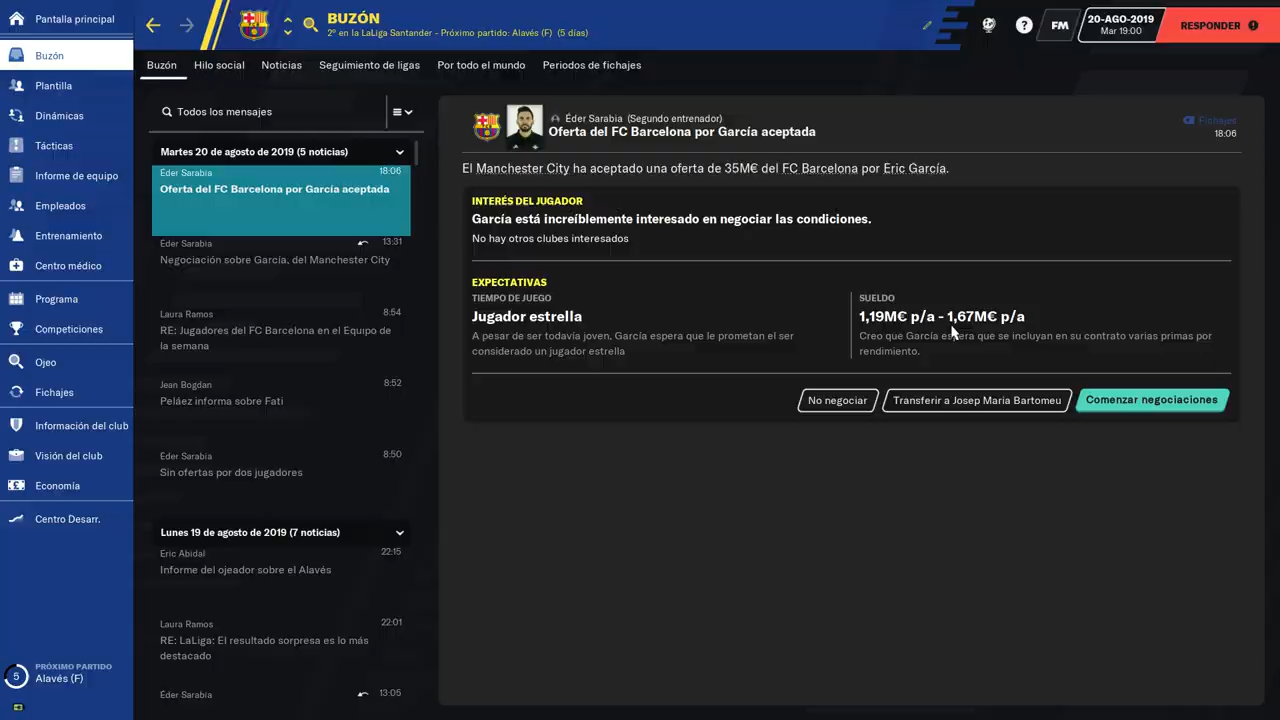 Pantalla principal
Buzón
Plantilla
Dinámicas
Tácticas
Informe de equipo
Empleados
Entrenamiento
Centro médico
Programa
Competiciones
Ojeo
Fichajes
Información del club
Visión del club
Economía
Centro Desarr.
5
PRÓXIMO PARTIDO
Alavés (F)
BUZÓN
2º en la LaLiga Santander - Próximo partido: Alavés (F) (5 días)
?
FM
20-AGO-2019
Mar 19:00
RESPONDER
Buzón
Hilo social
Noticias
Seguimiento de ligas
Por todo el mundo
Periodos de fichajes
Todos los mensajes
Martes 20 de agosto de 2019 (5 noticias)
Éder Sarabia 18:06
Oferta del FC Barcelona por García aceptada
Éder Sarabia 13:31
Negociación sobre García, del Manchester City
Laura Ramos 8:54
RE: Jugadores del FC Barcelona en el Equipo de
la semana
Jean Bogdan 8:52
Peláez informa sobre Fati
Éder Sarabia 8:50
Sin ofertas por dos jugadores
Lunes 19 de agosto de 2019 (7 noticias)
Eric Abidal 22:15
Informe del ojeador sobre el Alavés
Laura Ramos 22:01
RE: LaLiga: El resultado sorpresa es lo más
destacado
Éder Sarabia 13:05
Éder Sarabia (Segundo entrenador)
Oferta del FC Barcelona por García aceptada
Fichajes
18:06
El Manchester City ha aceptado una oferta de 35M€ del FC Barcelona por Eric García.
INTERÉS DEL JUGADOR
García está increíblemente interesado en negociar las condiciones.
No hay otros clubes interesados
EXPECTATIVAS
TIEMPO DE JUEGO
Jugador estrella
A pesar de ser todavía joven, García espera que le prometan el ser
considerado un jugador estrella
SUELDO
1,19M€ p/a - 1,67M€ p/a
Creo que García espera que se incluyan en su contrato varias primas por
rendimiento.
No negociar
Transferir a Josep Maria Bartomeu
Comenzar negociaciones